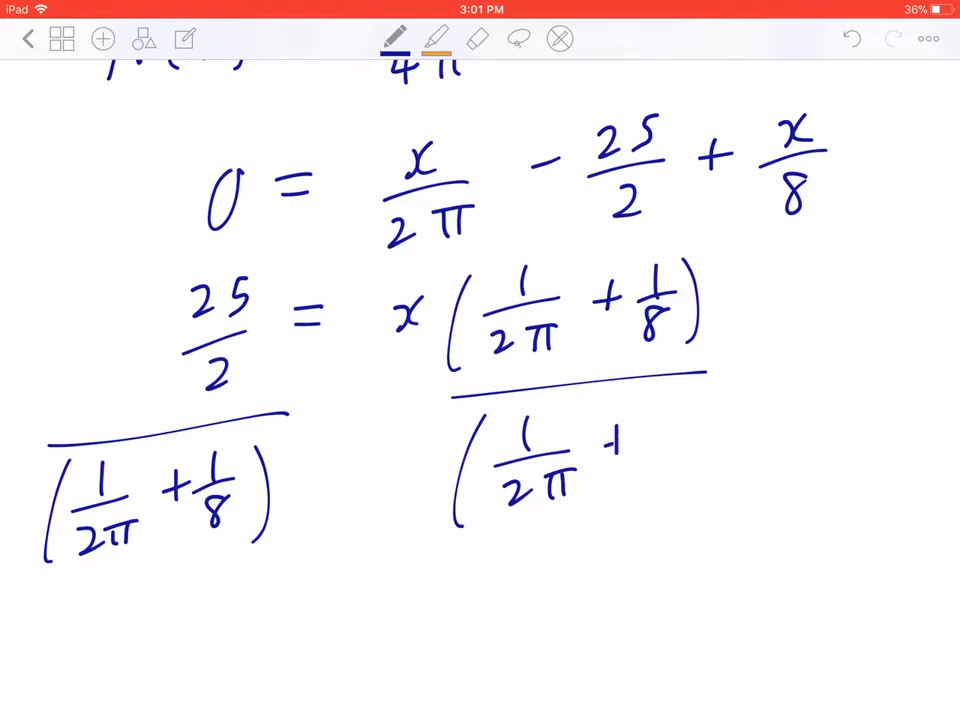 iPad 3:01 PM 36%
4π
0 = x/2π - 25/2 + x/8
25/2 = x(1/2π + 1/8)
(1/2π + 1/8) (1/2π +